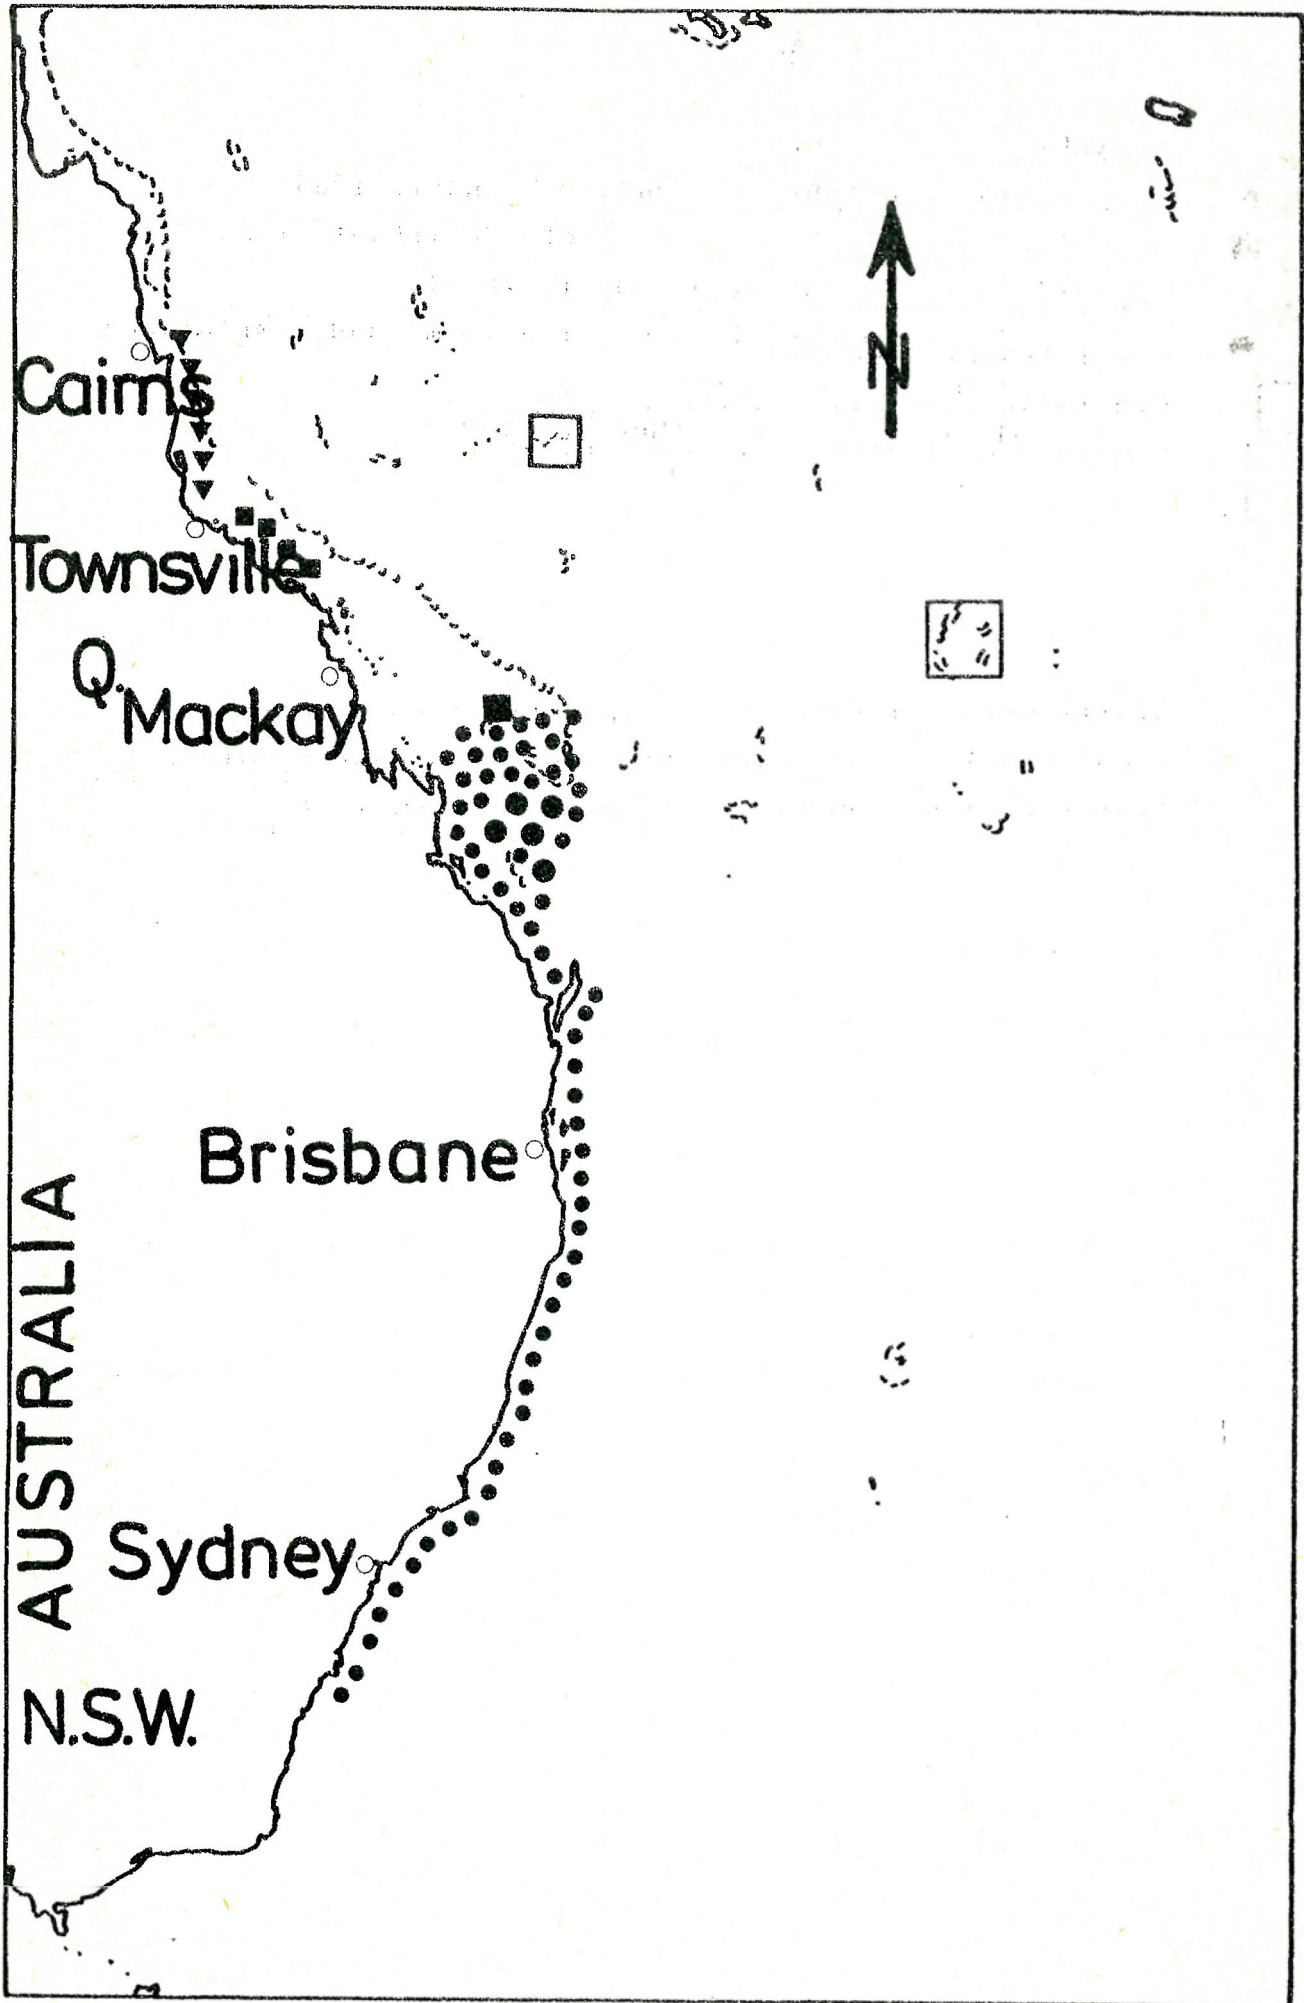 N
Cairns
Townsville
Q.
Mackay
Brisbane
AUSTRALIA
Sydney
N.S.W.